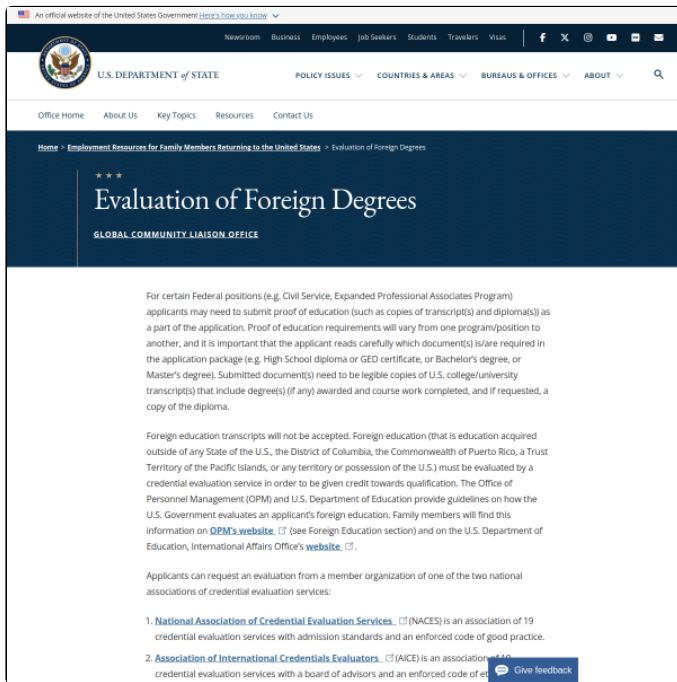 An official website of the United States Government Here's how you know
Newsroom Business Employees Job Seekers Students Travelers Visas
U.S. DEPARTMENT of STATE
POLICY ISSUES COUNTRIES & AREAS BUREAUS & OFFICES ABOUT
Office Home About Us Key Topics Resources Contact Us
Home > Employment Resources for Family Members Returning to the United States > Evaluation of Foreign Degrees
Evaluation of Foreign Degrees
GLOBAL COMMUNITY LIAISON OFFICE
For certain Federal positions (e.g. Civil Service, Expanded Professional Associates Program)
applicants may need to submit proof of education (such as copies of transcript(s) and diploma(s)) as
a part of the application. Proof of education requirements will vary from one program/position to
another, and it is important that the applicant reads carefully which document(s) is/are required in
the application package (e.g. High School diploma or GED certificate, or Bachelor's degree, or
Master's degree). Submitted document(s) need to be legible copies of U.S. college/university
transcript(s) that include degree(s) (if any) awarded and course work completed, and if requested, a
copy of the diploma.
Foreign education transcripts will not be accepted. Foreign education (that is education acquired
outside of any State of the U.S., the District of Columbia, the Commonwealth of Puerto Rico, a Trust
Territory of the Pacific Islands, or any territory or possession of the U.S.) must be evaluated by a
credential evaluation service in order to be given credit towards qualification. The Office of
Personnel Management (OPM) and U.S. Department of Education provide guidelines on how the
U.S. Government evaluates an applicant's foreign education. Family members will find this
information on OPM's website (see Foreign Education section) and on the U.S. Department of
Education, International Affairs Office's website.
Applicants can request an evaluation from a member organization of one of the two national
associations of credential evaluation services:
1. National Association of Credential Evaluation Services (NACES) is an association of 19
credential evaluation services with admission standards and an enforced code of good practice.
2. Association of International Credentials Evaluators (AICE) is an association
credential evaluation services with a board of advisors and an enforced code of
Give feedback